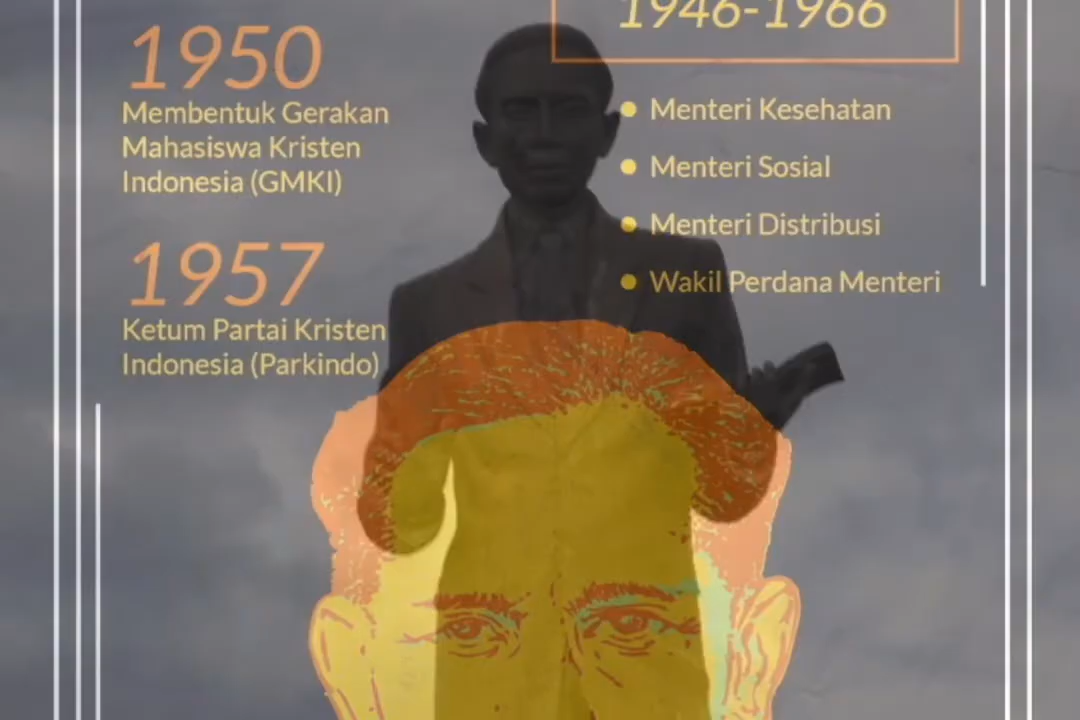 1950
Membentuk Gerakan
Mahasiswa Kristen
Indonesia (GMKI)
1957
Ketum Partai Kristen
Indonesia (Parkindo)
1946-1966
Menteri Kesehatan
Menteri Sosial
Menteri Distribusi
Wakil Perdana Menteri